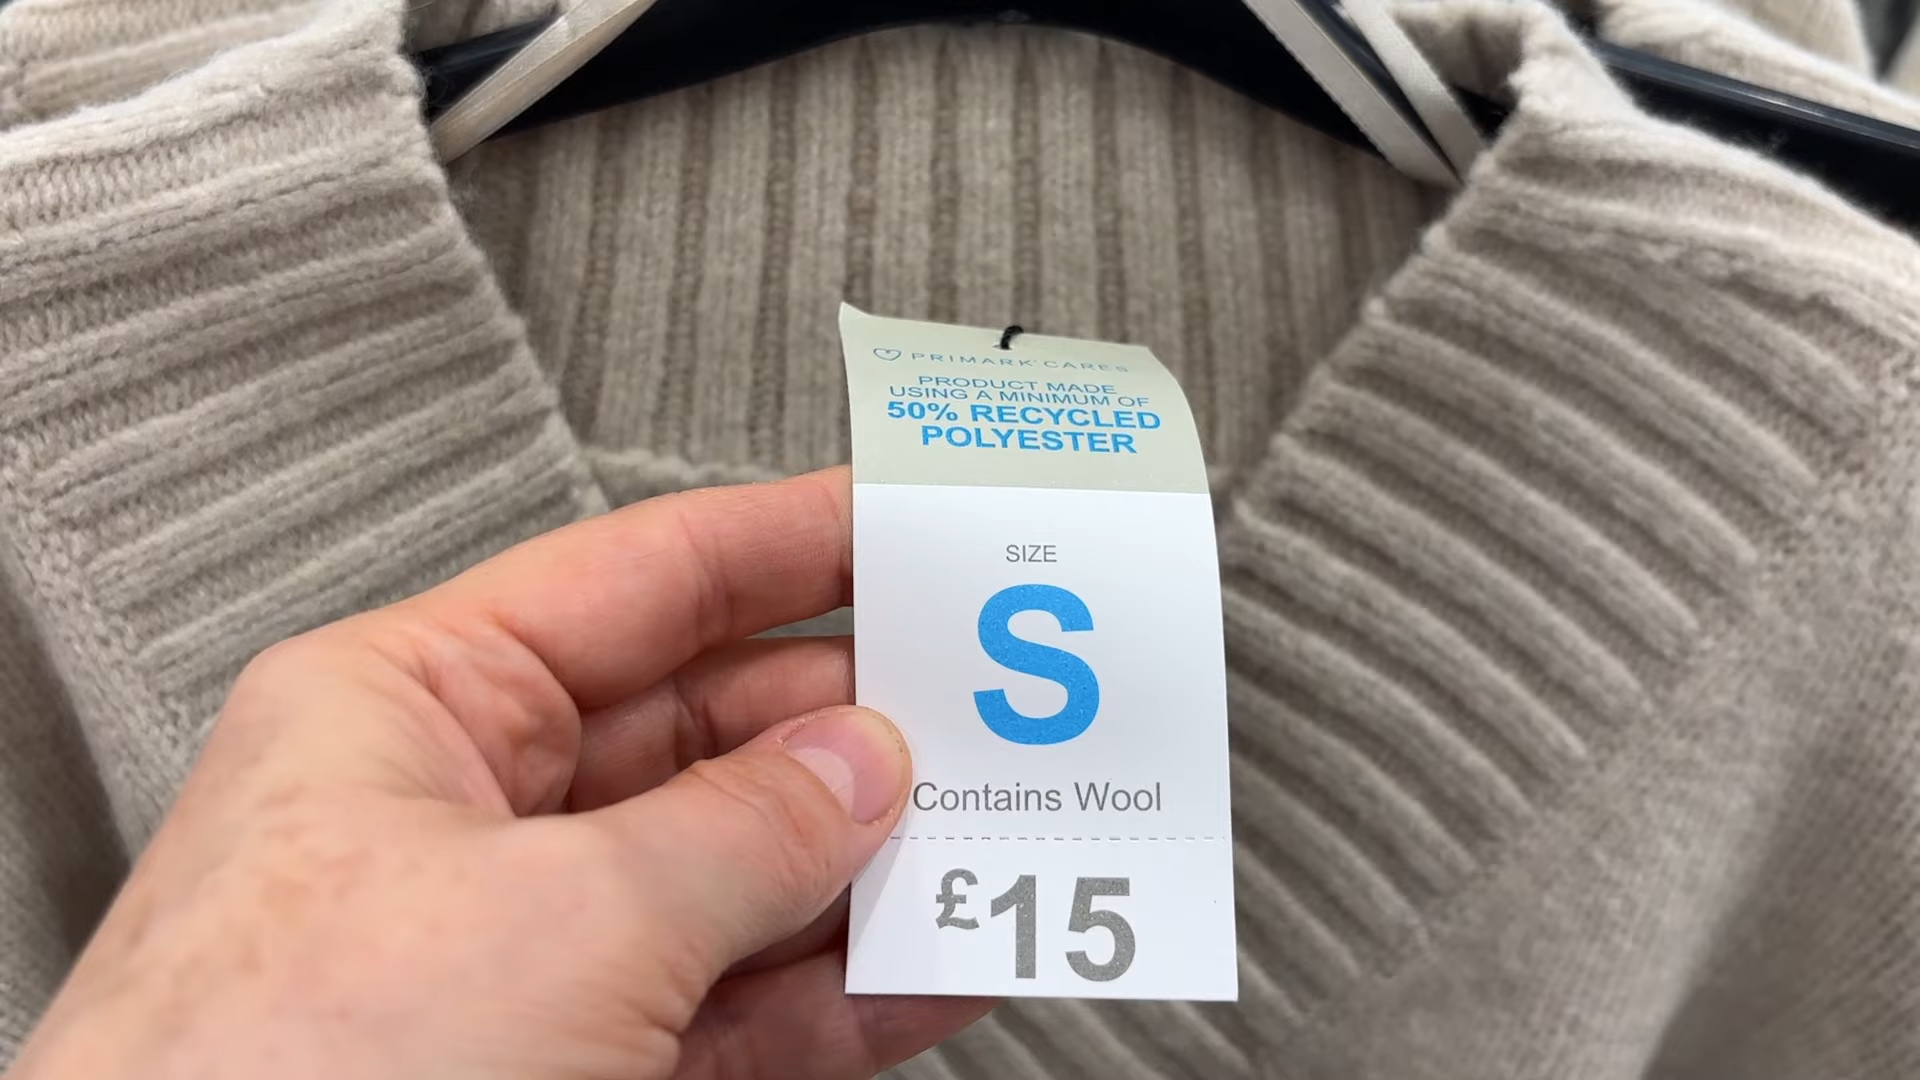 PRIMARK CARES
PRODUCT MADE
USING A MINIMUM OF
50% RECYCLED
POLYESTER
SIZE
S
Contains Wool
£15